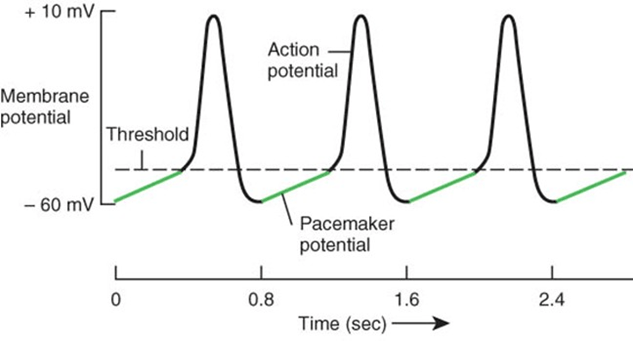 + 10 mV
Action
potential
Membrane
potential
Threshold
– 60 mV
Pacemaker
potential
0
0.8
1.6
2.4
Time (sec)